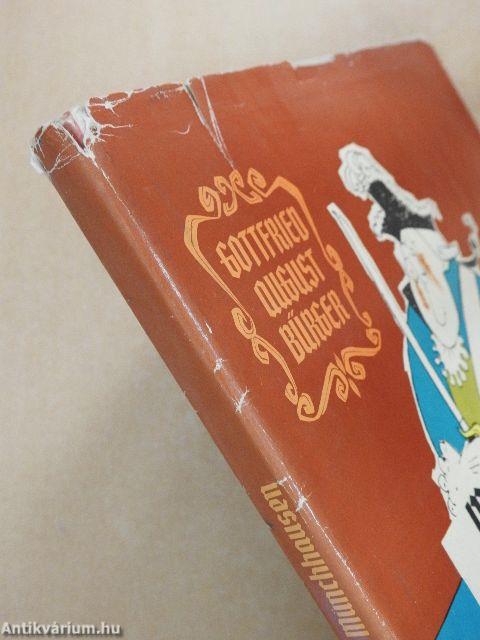 GOTTFRIED
AUGUST
BÜRGER
münchhausen
Antikvárium.hu